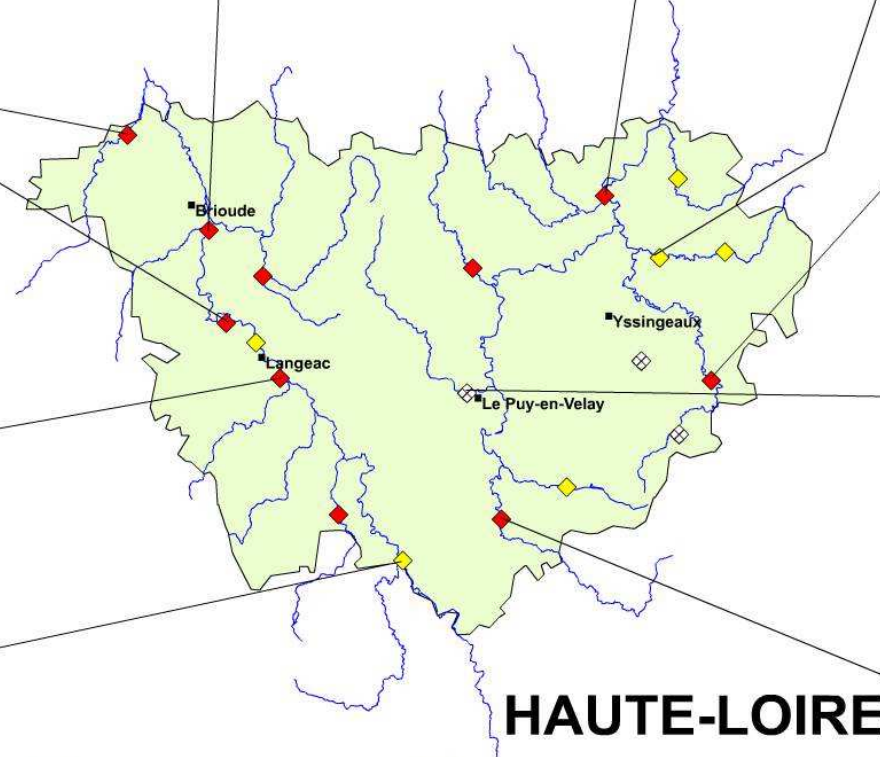 Brioude
Yssingeaux
Langeac
Le Puy-en-Velay
HAUTE-LOIRE